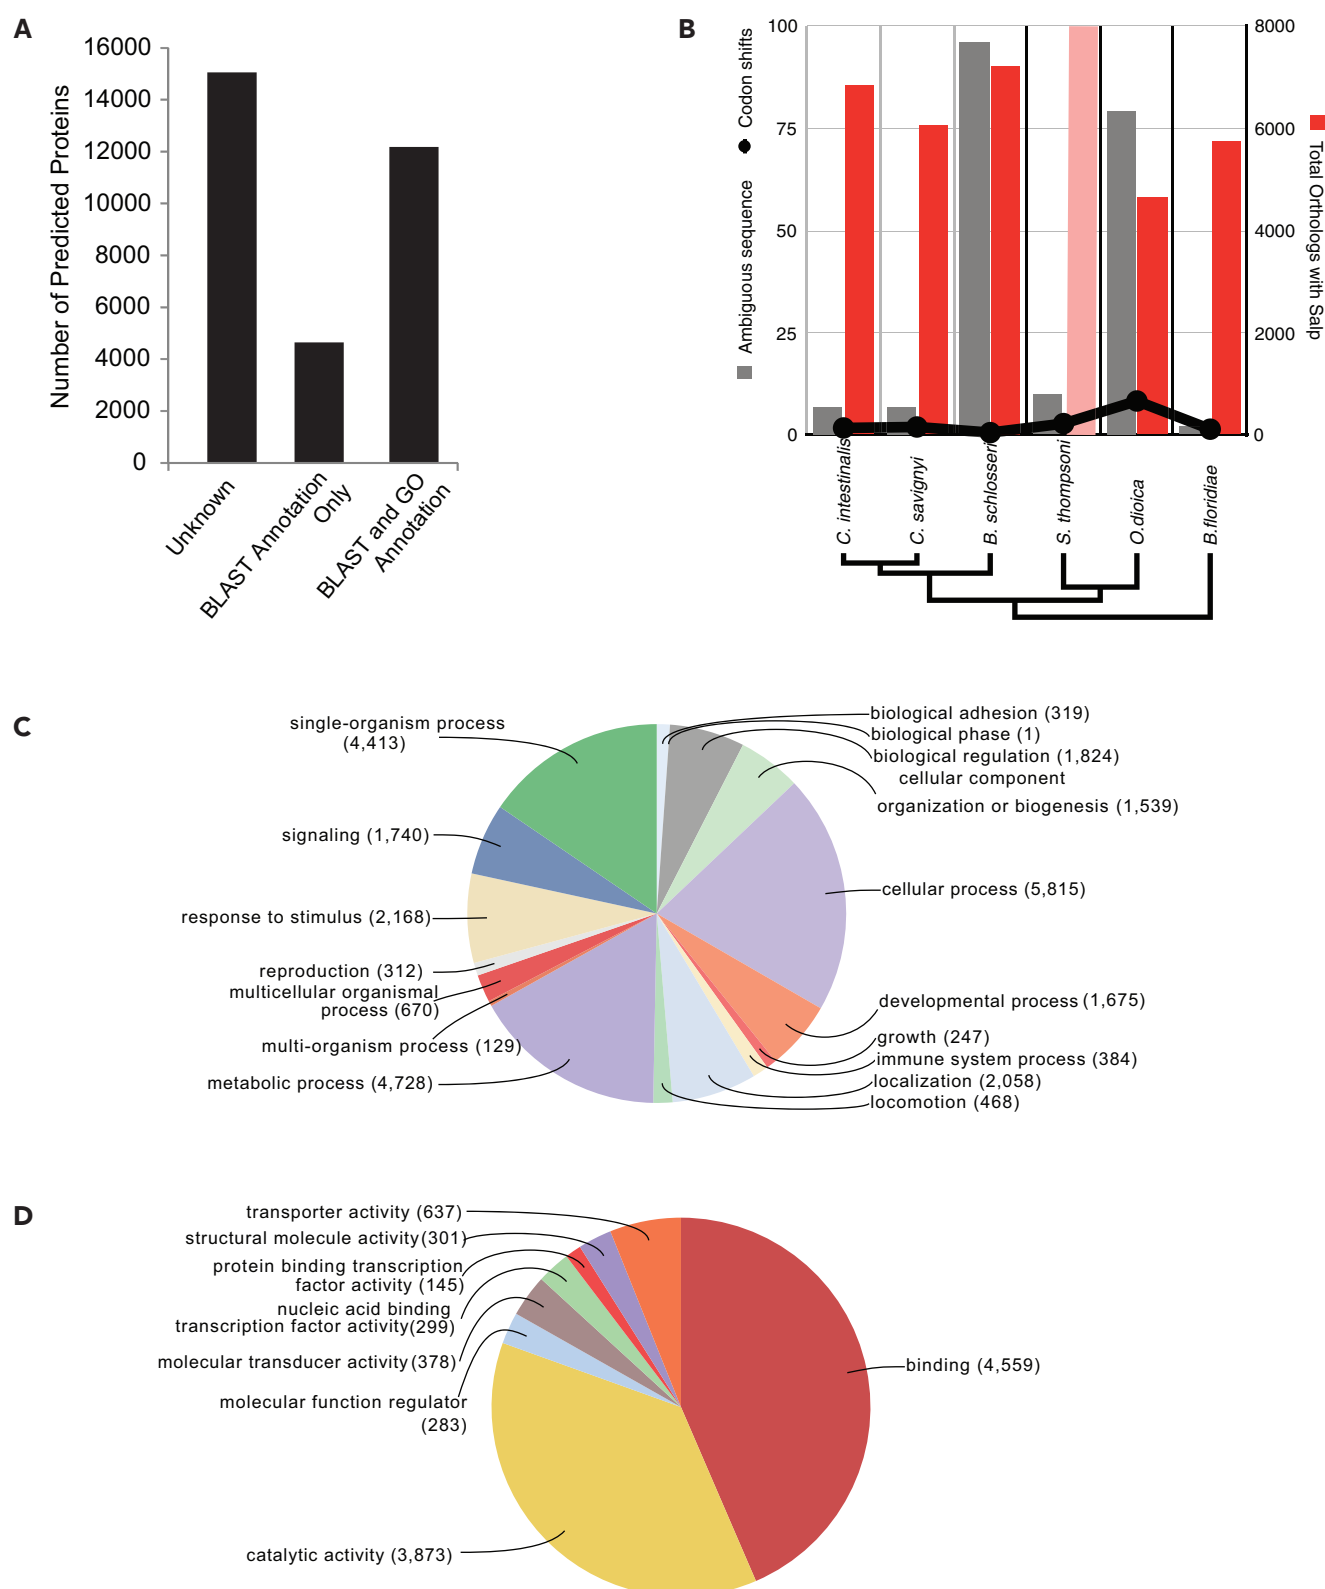 A
16000
14000
12000
10000
8000
6000
4000
2000
0
Number of Predicted Proteins
Unknown
BLAST Annotation
Only
BLAST and GO
Annotation
B
Codon shifts
Ambiguous sequence
100
75
50
25
0
8000
6000
4000
2000
0
Total Orthologs with Salp
C. intestinalis
C. savignyi
B. schlosseri
S. thompsoni
O.dioica
B.floridiae
C
single-organism process
(4,413)
signaling (1,740)
response to stimulus (2,168)
reproduction (312)
multicellular organismal
process (670)
multi-organism process (129)
metabolic process (4,728)
biological adhesion (319)
biological phase (1)
biological regulation (1,824)
cellular component
organization or biogenesis (1,539)
cellular process (5,815)
developmental process (1,675)
growth (247)
immune system process (384)
localization (2,058)
locomotion (468)
D
transporter activity (637)
structural molecule activity(301)
protein binding transcription
factor activity (145)
nucleic acid binding
transcription factor activity(299)
molecular transducer activity(378)
molecular function regulator
(283)
catalytic activity (3,873)
binding (4,559)